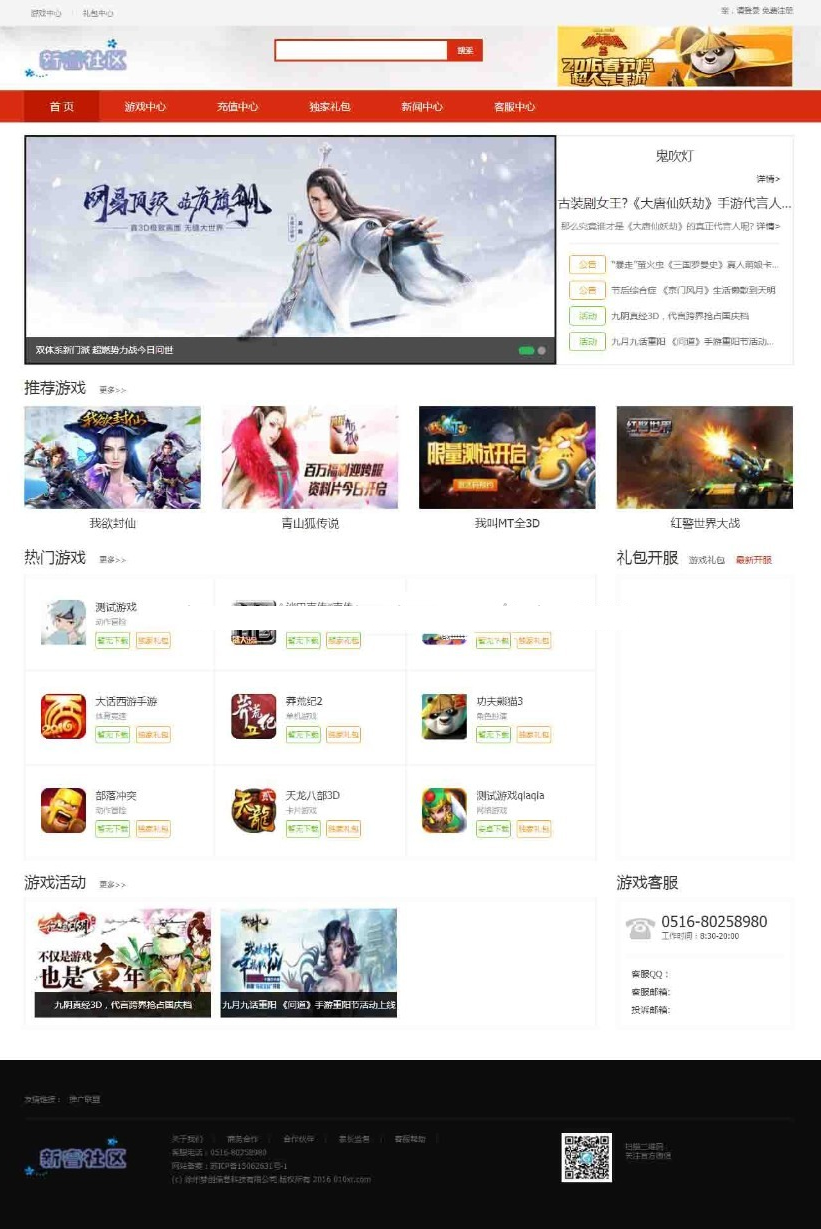 游戏中心 | 礼包中心
亲，请登录 免费注册
新睿社区
搜索
2016春节档
超人气手游
首 页 游戏中心 充值中心 独家礼包 新闻中心 客服中心
双体系新门派 超燃势力战今日问世
鬼吹灯
详情>
古装剧女王?《大唐仙妖劫》手游代言人...
那么究竟谁才是《大唐仙妖劫》的真正代言人呢? 详情>
公告 "暴走"萤火虫《三国罗曼史》真人萌娘卡...
公告 节后综合症 《京门风月》生活懒散到天明
活动 九阴真经3D，代言跨界抢占国庆档
活动 九月九话重阳 《问道》手游重阳节活动...
推荐游戏 更多>>
我欲封仙
百万福利迎跨服
资料片今日开启
限量测试开启
红警世界
我欲封仙 青山狐传说 我叫MT全3D 红警世界大战
热门游戏 更多>>
礼包开服 游戏礼包 最新开服
测试游戏
动作冒险
暂无下载 独家礼包 暂无下载 独家礼包 暂无下载 独家礼包
大话西游手游 莽荒纪2 功夫熊猫3
体育竞速 单机游戏 角色扮演
暂无下载 独家礼包 暂无下载 独家礼包 暂无下载 独家礼包
部落冲突 天龙八部3D 测试游戏qiaqia
动作冒险 卡片游戏 网络游戏
暂无下载 独家礼包 暂无下载 独家礼包 安卓下载 独家礼包
游戏活动 更多>>
游戏客服
不仅是游戏
也是童年
九阴真经3D，代言跨界抢占国庆档
九月九话重阳 《问道》手游重阳节活动上线
0516-80258980
工作时间：8:30-20:00
客服QQ：
客服邮箱:
投诉邮箱:
友情链接： 推广联盟
新睿社区
关于我们 | 商务合作 | 合作伙伴 | 家长监督 | 客服帮助 |
客服电话：0516-80258980
网站备案：苏ICP备15062631号-1
(c) 徐州梦创信息科技有限公司 版权所有 2016 010xr.com
扫描二维码
关注官方微信